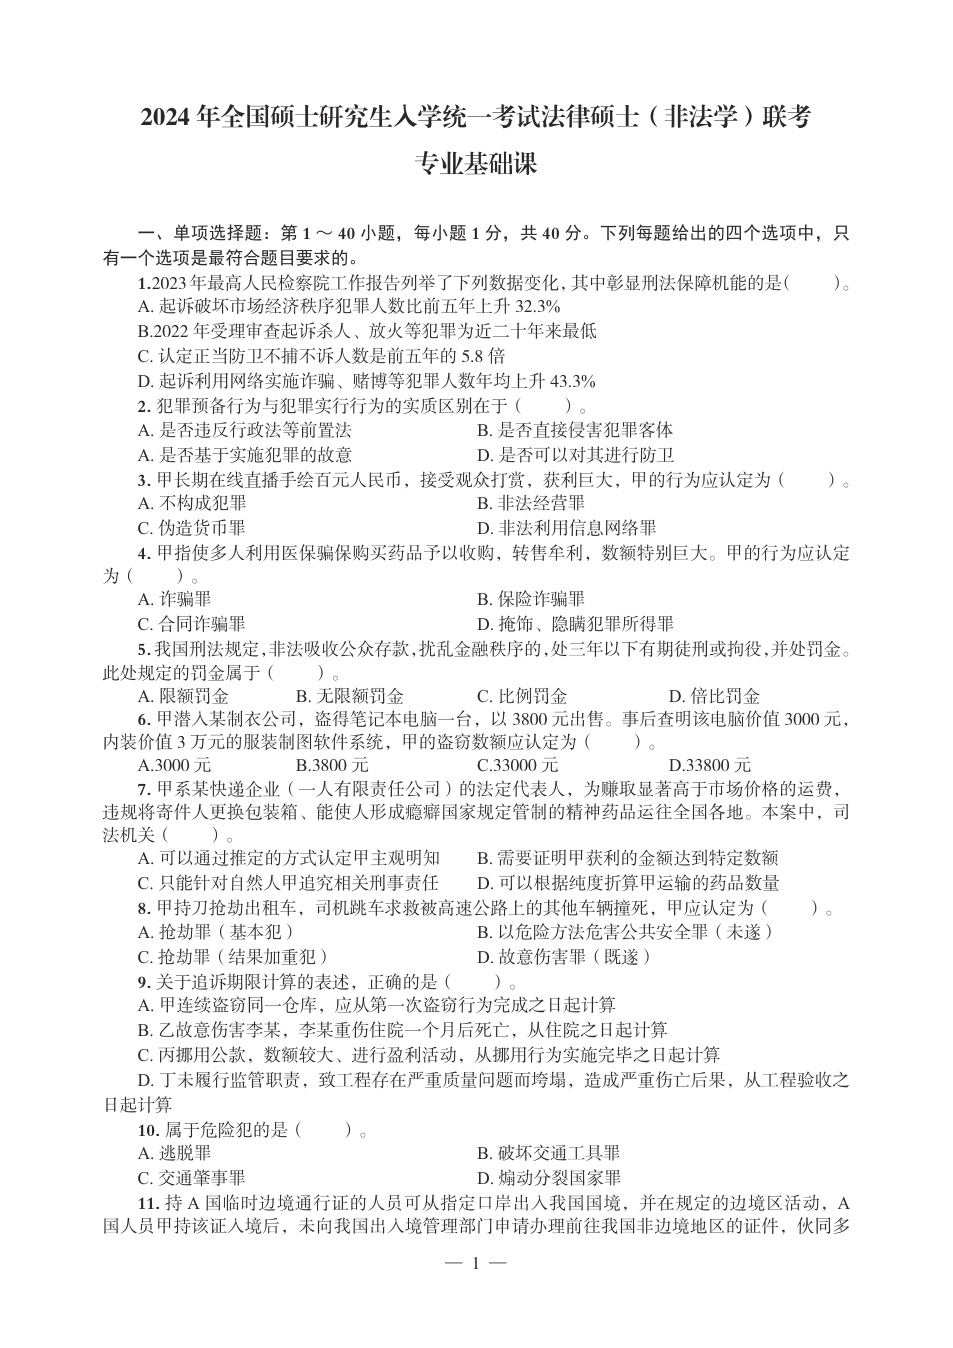 2024 年全国硕士研究生入学统一考试法律硕士（非法学）联考
专业基础课
一、单项选择题：第 1 ～ 40 小题，每小题 1 分，共 40 分。下列每题给出的四个选项中，只
有一个选项是最符合题目要求的。
1.2023 年最高人民检察院工作报告列举了下列数据变化，其中彰显刑法保障机能的是（　　）。
A. 起诉破坏市场经济秩序犯罪人数比前五年上升 32.3%
B.2022 年受理审查起诉杀人、放火等犯罪为近二十年来最低
C. 认定正当防卫不捕不诉人数是前五年的 5.8 倍
D. 起诉利用网络实施诈骗、赌博等犯罪人数年均上升 43.3%
2. 犯罪预备行为与犯罪实行行为的实质区别在于（　　）。
A. 是否违反行政法等前置法　　B. 是否直接侵害犯罪客体
A. 是否基于实施犯罪的故意　　D. 是否可以对其进行防卫
3. 甲长期在线直播手绘百元人民币，接受观众打赏，获利巨大，甲的行为应认定为（　　）。
A. 不构成犯罪　　B. 非法经营罪
C. 伪造货币罪　　D. 非法利用信息网络罪
4. 甲指使多人利用医保骗保购买药品予以收购，转售牟利，数额特别巨大。甲的行为应认定
为（　　）。
A. 诈骗罪　　B. 保险诈骗罪
C. 合同诈骗罪　　D. 掩饰、隐瞒犯罪所得罪
5. 我国刑法规定，非法吸收公众存款，扰乱金融秩序的，处三年以下有期徒刑或拘役，并处罚金。
此处规定的罚金属于（　　）。
A. 限额罚金　　B. 无限额罚金　　C. 比例罚金　　D. 倍比罚金
6. 甲潜入某制衣公司，盗得笔记本电脑一台，以 3800 元出售。事后查明该电脑价值 3000 元，
内装价值 3 万元的服装制图软件系统，甲的盗窃数额应认定为（　　）。
A.3000 元　　B.3800 元　　C.33000 元　　D.33800 元
7. 甲系某快递企业（一人有限责任公司）的法定代表人，为赚取显著高于市场价格的运费，
违规将寄件人更换包装箱、能使人形成瘾癖国家规定管制的精神药品运往全国各地。本案中，司
法机关（　　）。
A. 可以通过推定的方式认定甲主观明知　　B. 需要证明甲获利的金额达到特定数额
C. 只能针对自然人甲追究相关刑事责任　　D. 可以根据纯度折算甲运输的药品数量
8. 甲持刀抢劫出租车，司机跳车求救被高速公路上的其他车辆撞死，甲应认定为（　　）。
A. 抢劫罪（基本犯）　　B. 以危险方法危害公共安全罪（未遂）
C. 抢劫罪（结果加重犯）　　D. 故意伤害罪（既遂）
9. 关于追诉期限计算的表述，正确的是（　　）。
A. 甲连续盗窃同一仓库，应从第一次盗窃行为完成之日起计算
B. 乙故意伤害李某，李某重伤住院一个月后死亡，从住院之日起计算
C. 丙挪用公款，数额较大、进行盈利活动，从挪用行为实施完毕之日起计算
D. 丁未履行监管职责，致工程存在严重质量问题而垮塌，造成严重伤亡后果，从工程验收之
日起计算
10. 属于危险犯的是（　　）。
A. 逃脱罪　　B. 破坏交通工具罪
C. 交通肇事罪　　D. 煽动分裂国家罪
11. 持 A 国临时边境通行证的人员可从指定口岸出入我国国境，并在规定的边境区活动，A
国人员甲持该证入境后，未向我国出入境管理部门申请办理前往我国非边境地区的证件，伙同多
— 1 —